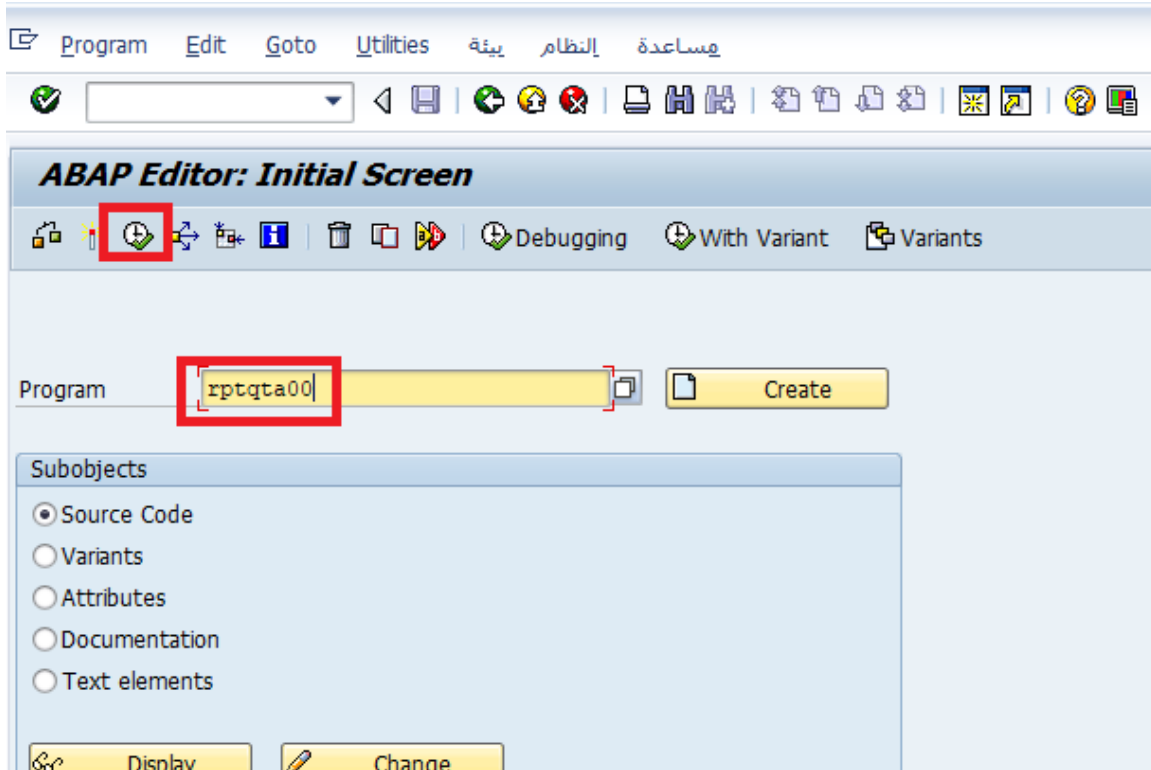 Program Edit Goto Utilities بيئة النظام مساعدة
ABAP Editor: Initial Screen
Debugging With Variant Variants
Program rptqta00 Create
Subobjects
Source Code
Variants
Attributes
Documentation
Text elements
Display Change